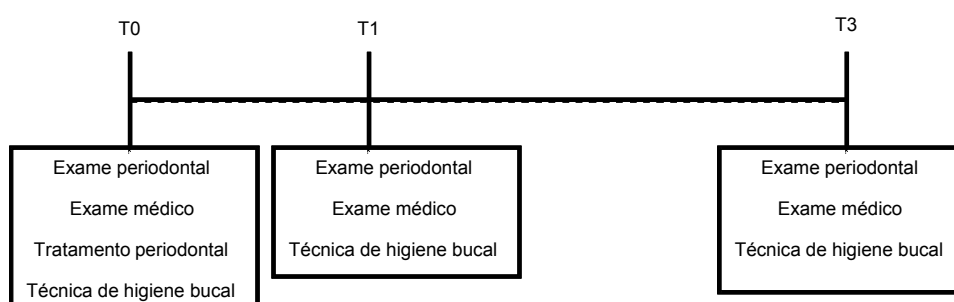 T0
T1
T3
Exame periodontal
Exame médico
Tratamento periodontal
Técnica de higiene bucal
Exame periodontal
Exame médico
Técnica de higiene bucal
Exame periodontal
Exame médico
Técnica de higiene bucal